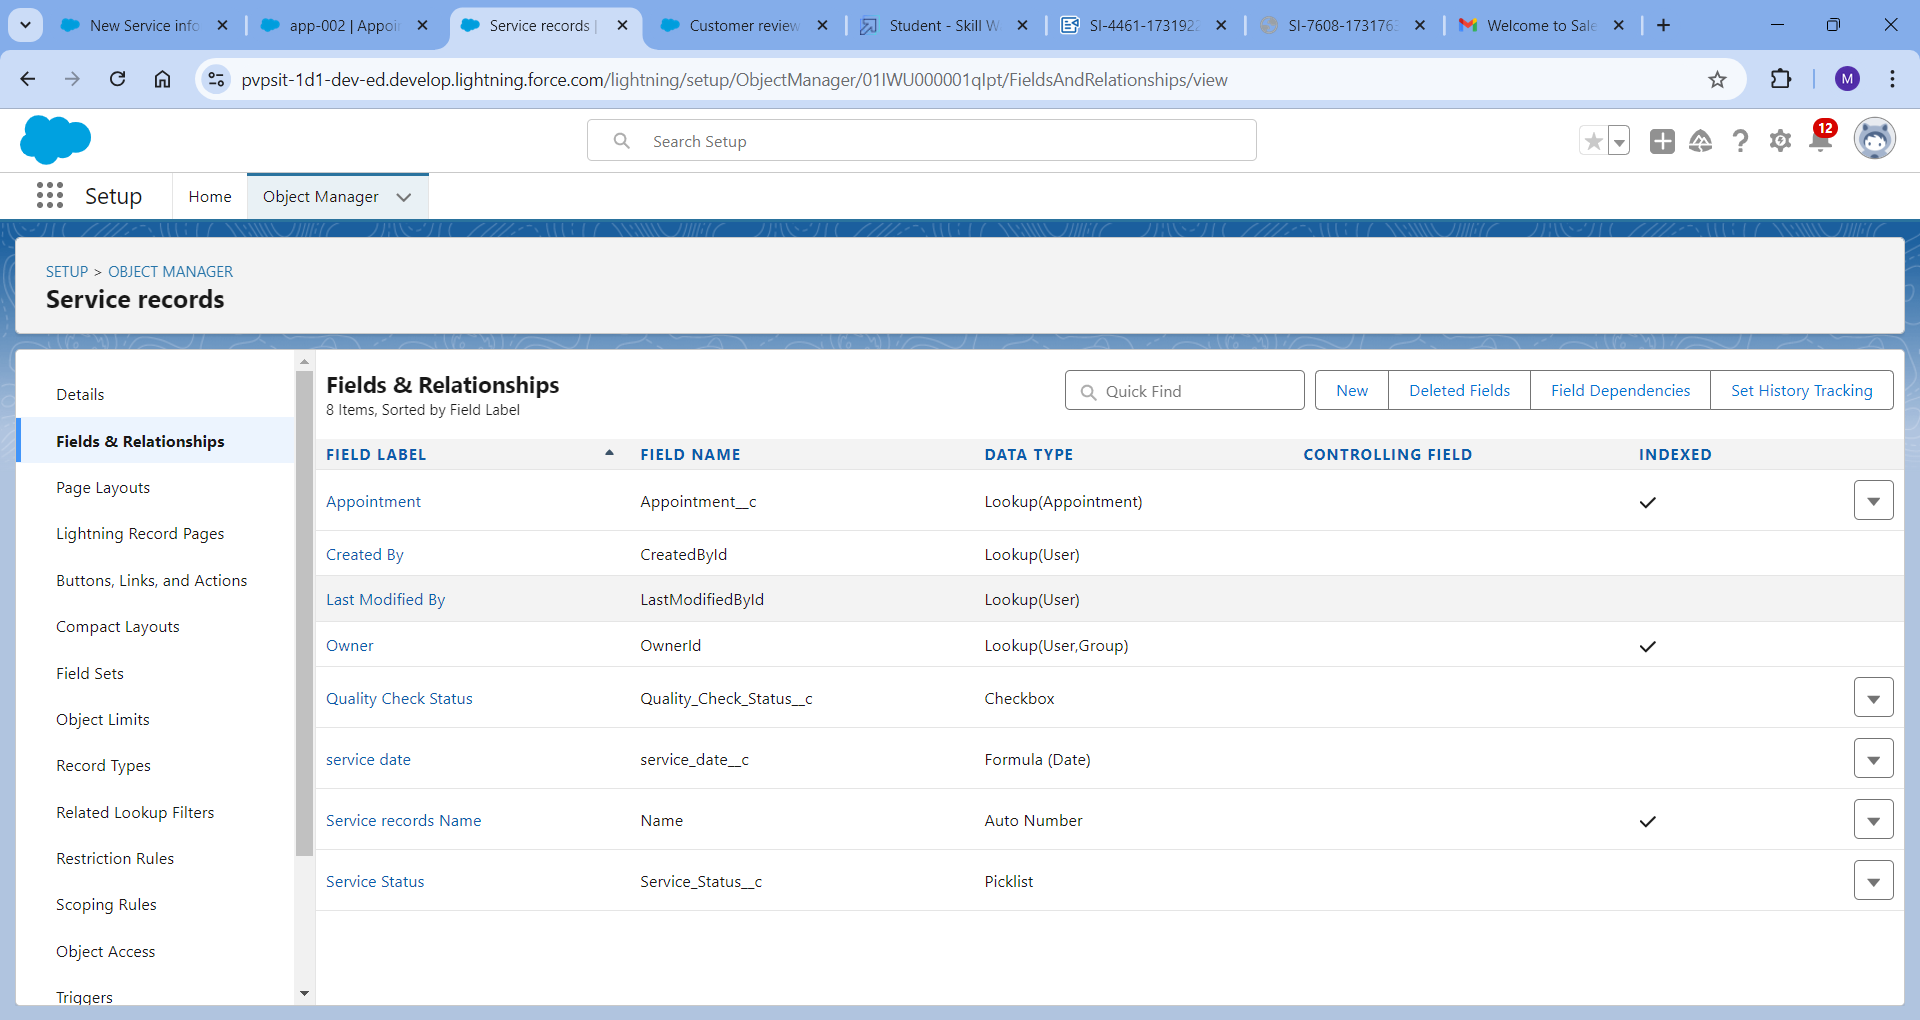 New Service info
app-002 | Appoin
Service records |
Customer review
Student - Skill W
SI-4461-1731922
SI-7608-1731763
Welcome to Sale
pvpsit-1d1-dev-ed.develop.lightning.force.com/lightning/setup/ObjectManager/01IWU000001qIpt/FieldsAndRelationships/view
M
Search Setup
12
Setup
Home
Object Manager
SETUP > OBJECT MANAGER
Service records
Details
Fields & Relationships
Page Layouts
Lightning Record Pages
Buttons, Links, and Actions
Compact Layouts
Field Sets
Object Limits
Record Types
Related Lookup Filters
Restriction Rules
Scoping Rules
Object Access
Triggers
Fields & Relationships
8 Items, Sorted by Field Label
Quick Find
New
Deleted Fields
Field Dependencies
Set History Tracking
FIELD LABEL FIELD NAME DATA TYPE CONTROLLING FIELD INDEXED
Appointment Appointment__c Lookup(Appointment)
Created By CreatedById Lookup(User)
Last Modified By LastModifiedById Lookup(User)
Owner OwnerId Lookup(User,Group)
Quality Check Status Quality_Check_Status__c Checkbox
service date service_date__c Formula (Date)
Service records Name Name Auto Number
Service Status Service_Status__c Picklist